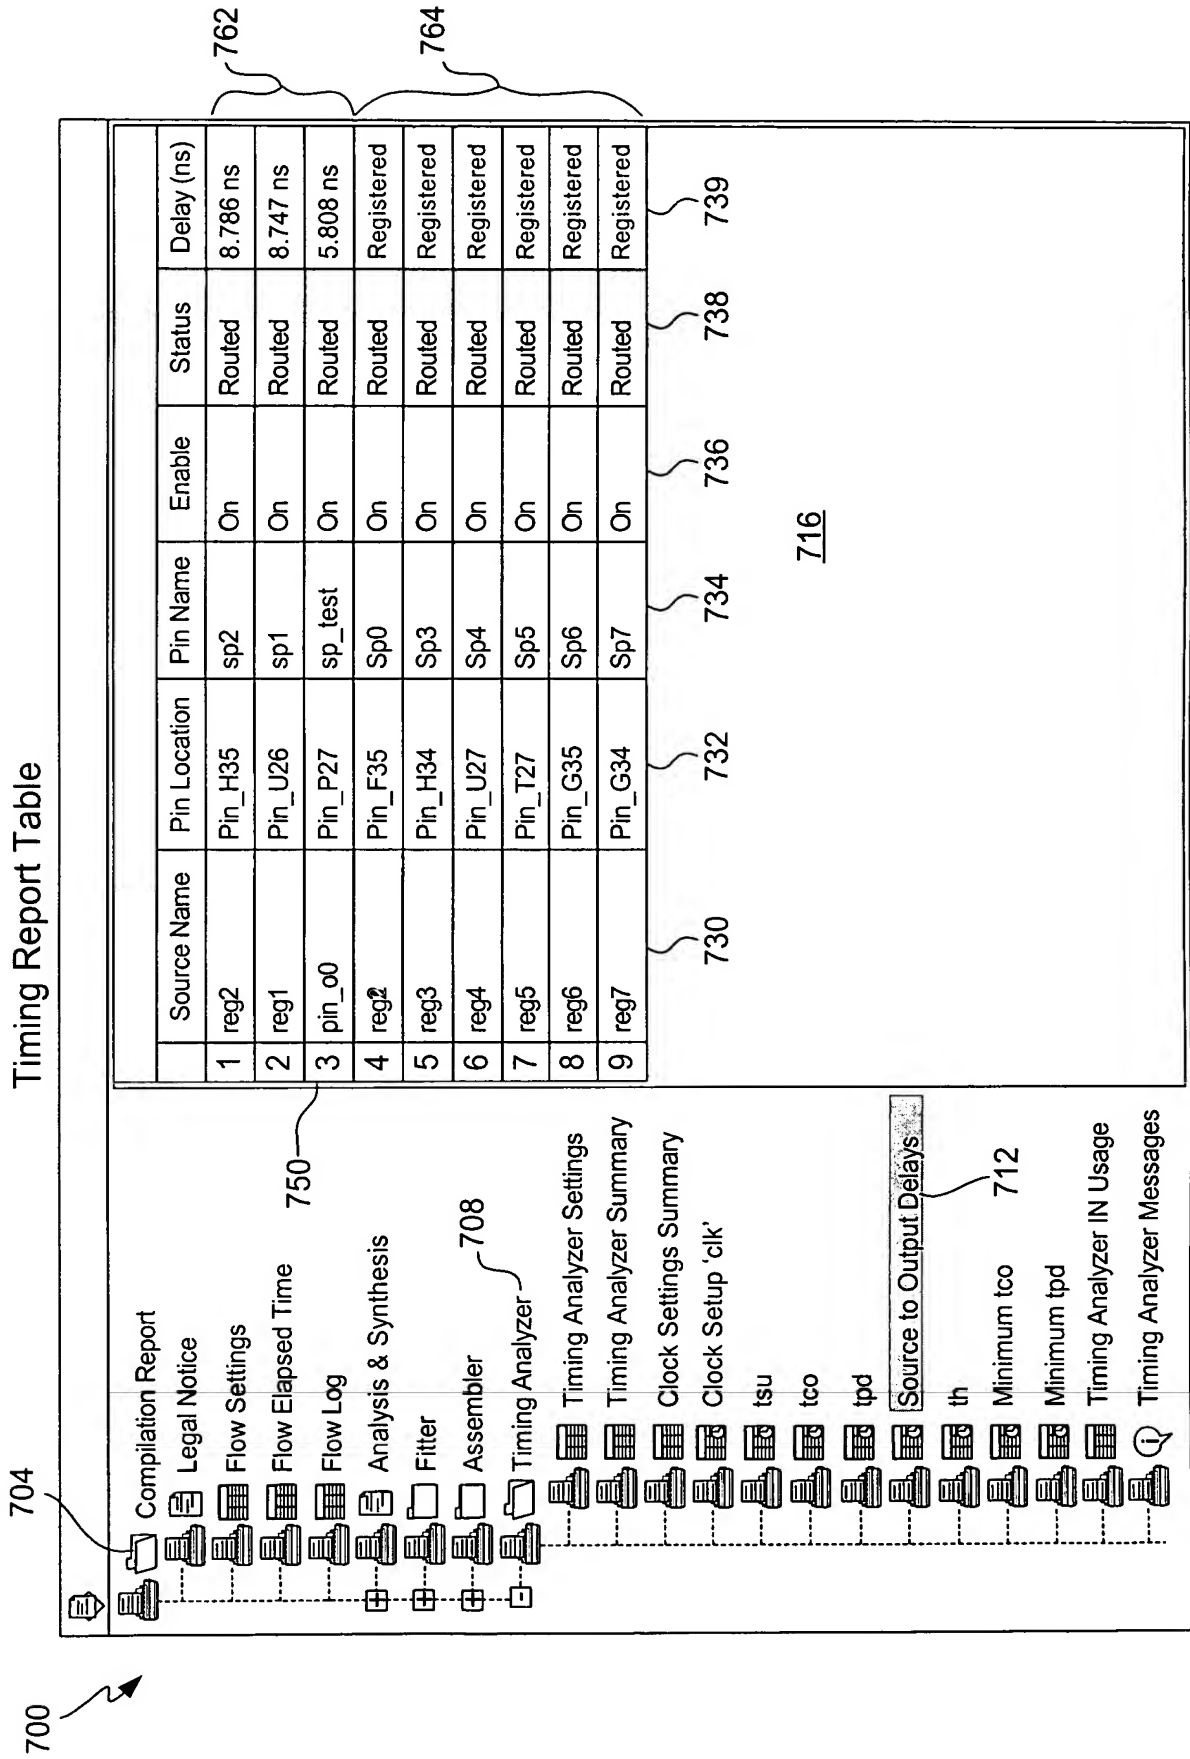 Timing Report Table
700
704
Compilation Report
Legal Notice
Flow Settings
Flow Elapsed Time
Flow Log
Analysis & Synthesis
Fitter
Assembler
Timing Analyzer
708
Timing Analyzer Settings
Timing Analyzer Summary
Clock Settings Summary
Clock Setup 'clk'
tsu
tco
tpd
Source to Output Delays
712
th
Minimum tco
Minimum tpd
Timing Analyzer IN Usage
Timing Analyzer Messages
750
Source Name Pin Location Pin Name Enable Status Delay (ns)
1 reg2 Pin_H35 sp2 On Routed 8.786 ns
2 reg1 Pin_U26 sp1 On Routed 8.747 ns
3 pin_o0 Pin_P27 sp_test On Routed 5.808 ns
4 reg2 Pin_F35 Sp0 On Routed Registered
5 reg3 Pin_H34 Sp3 On Routed Registered
6 reg4 Pin_U27 Sp4 On Routed Registered
7 reg5 Pin_T27 Sp5 On Routed Registered
8 reg6 Pin_G35 Sp6 On Routed Registered
9 reg7 Pin_G34 Sp7 On Routed Registered
762
764
730 732 734 736 738 739
716